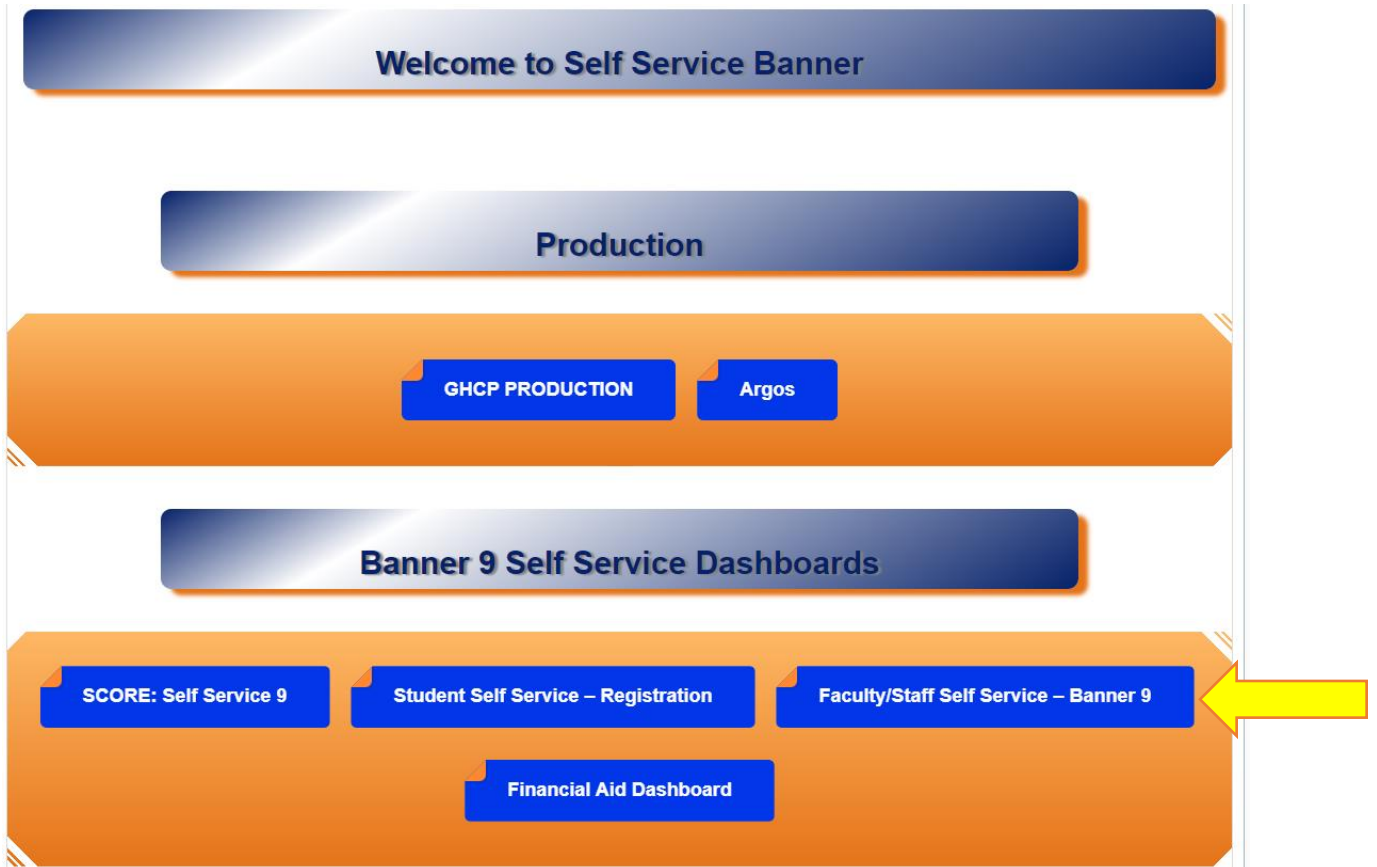 Welcome to Self Service Banner
Production
GHCP PRODUCTION
Argos
Banner 9 Self Service Dashboards
SCORE: Self Service 9
Student Self Service – Registration
Faculty/Staff Self Service – Banner 9
Financial Aid Dashboard